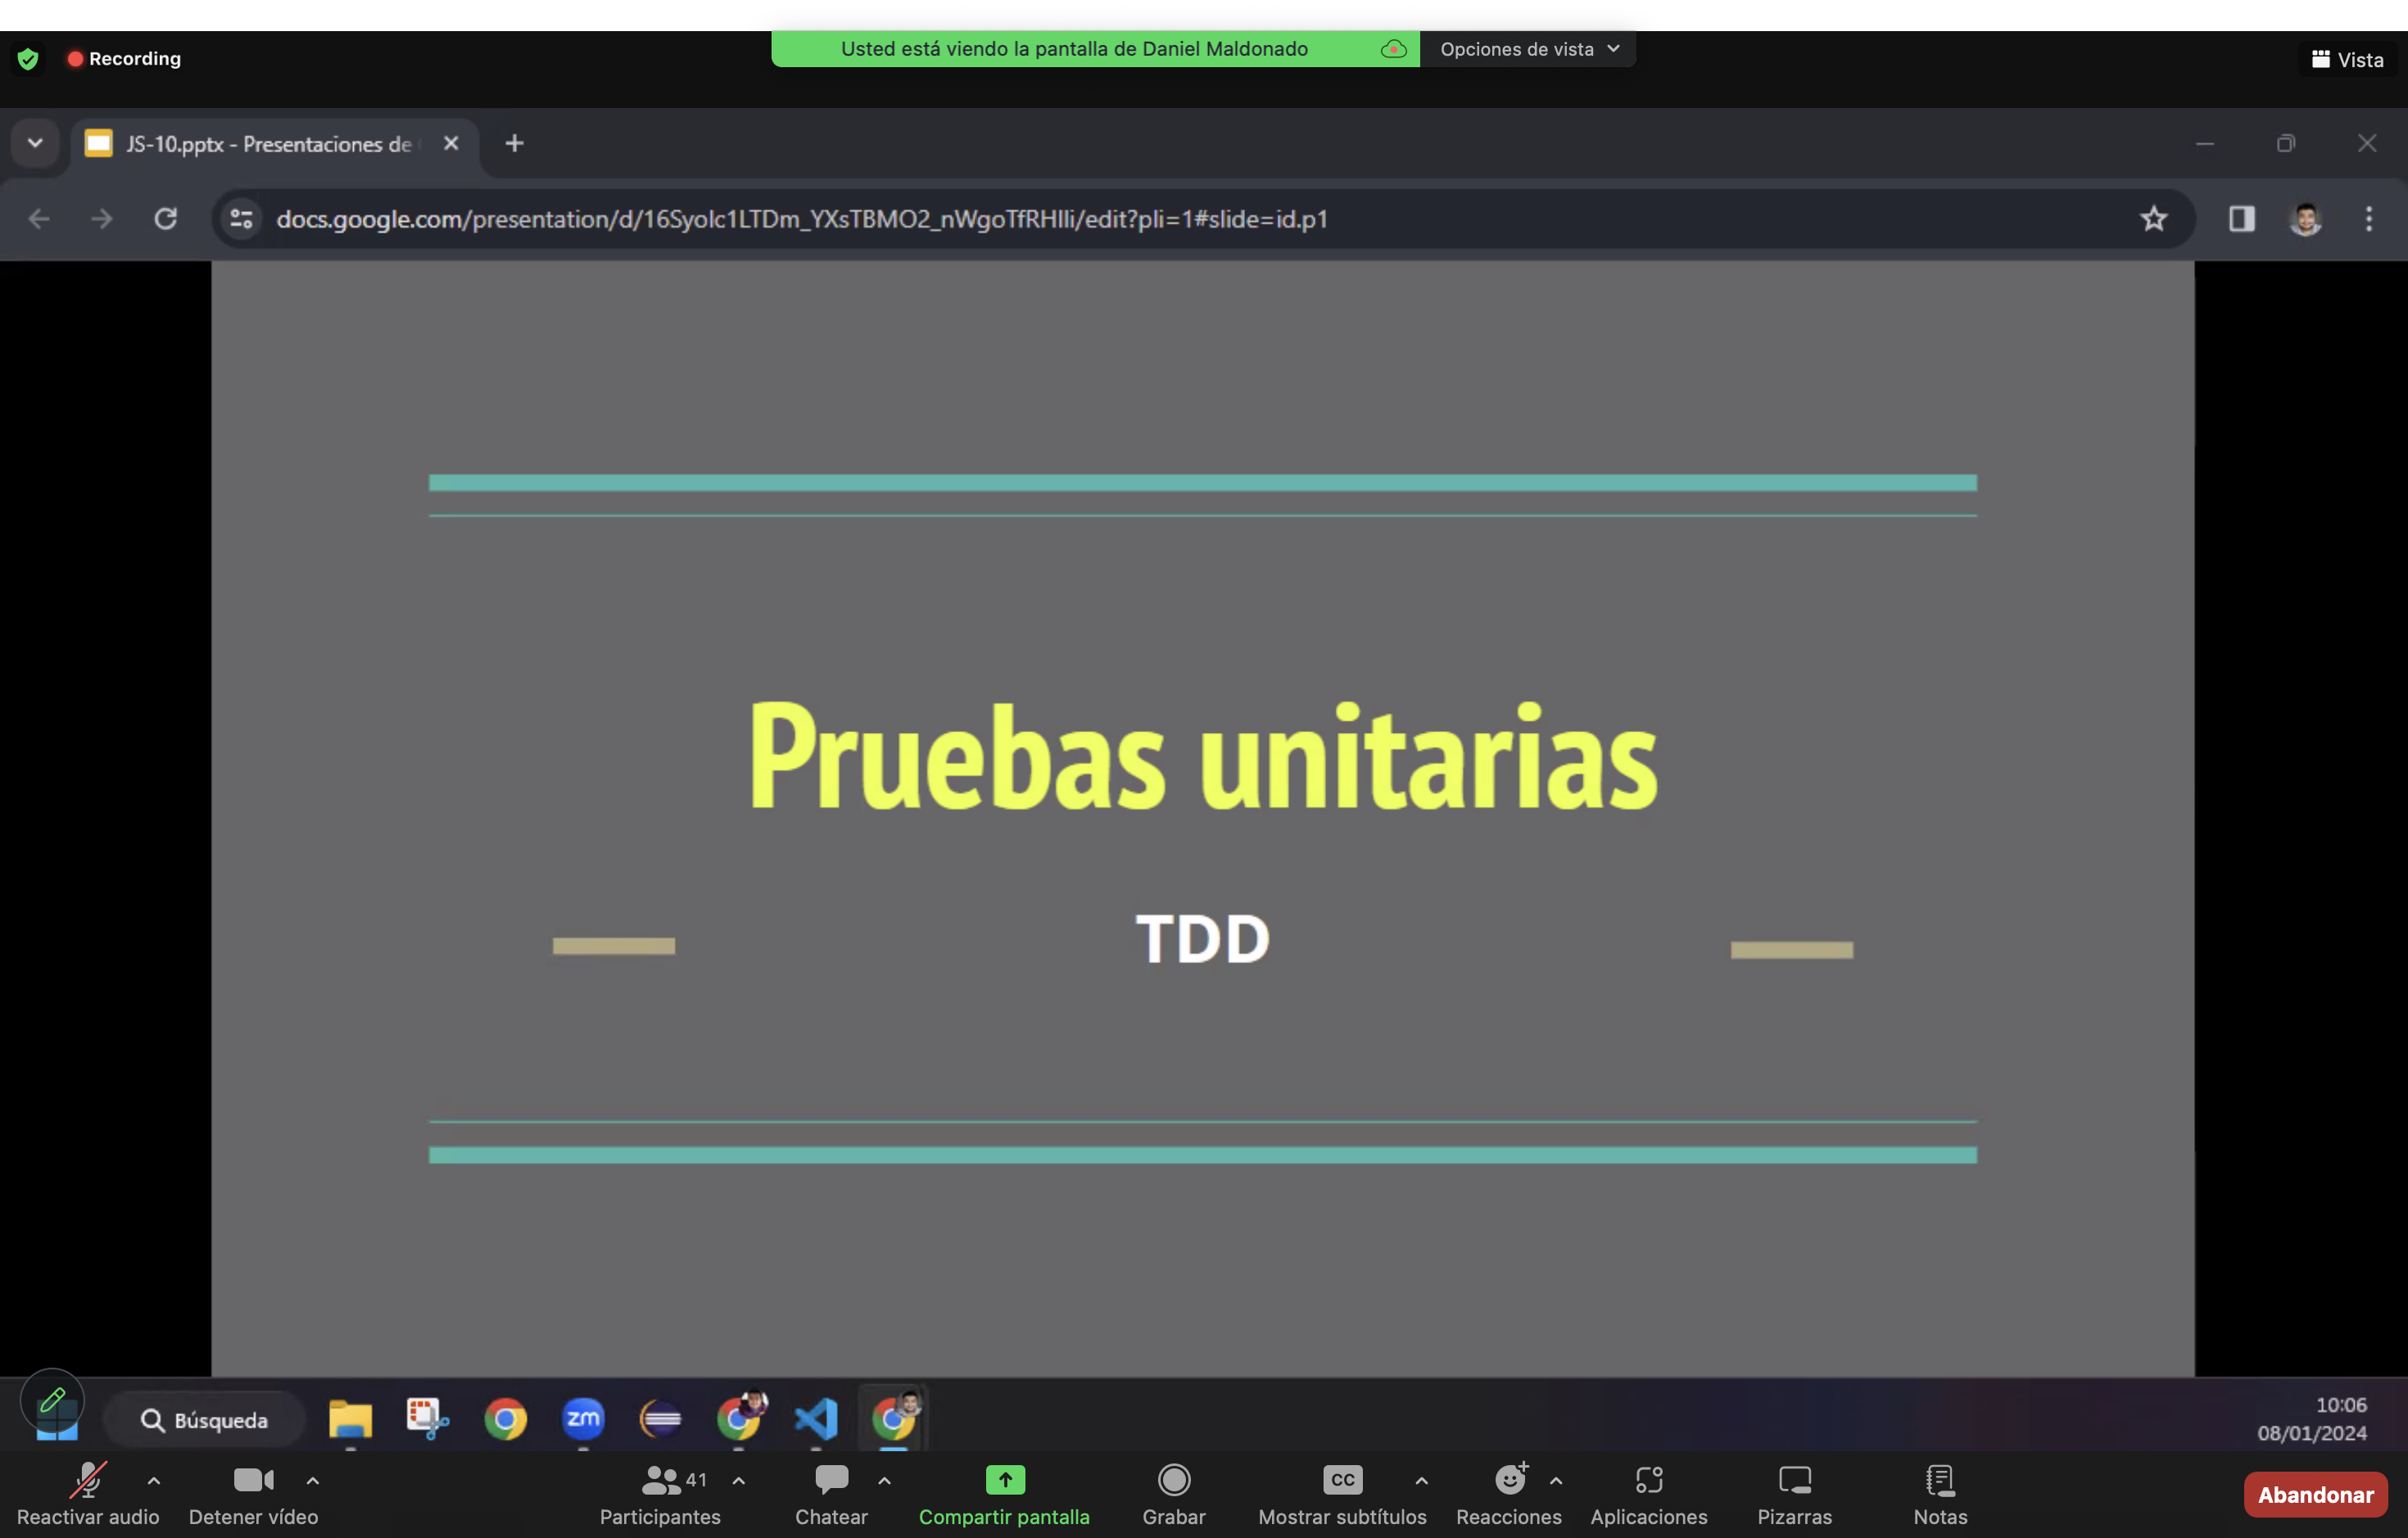 Recording
Usted está viendo la pantalla de Daniel Maldonado
Opciones de vista
Vista
JS-10.pptx - Presentaciones de
docs.google.com/presentation/d/16Syolc1LTDm_YXsTBMO2_nWgoTfRHlli/edit?pli=1#slide=id.p1
Pruebas unitarias
TDD
Búsqueda
zm
10:06
08/01/2024
41
CC
Reactivar audio
Detener vídeo
Participantes
Chatear
Compartir pantalla
Grabar
Mostrar subtítulos
Reacciones
Aplicaciones
Pizarras
Notas
Abandonar